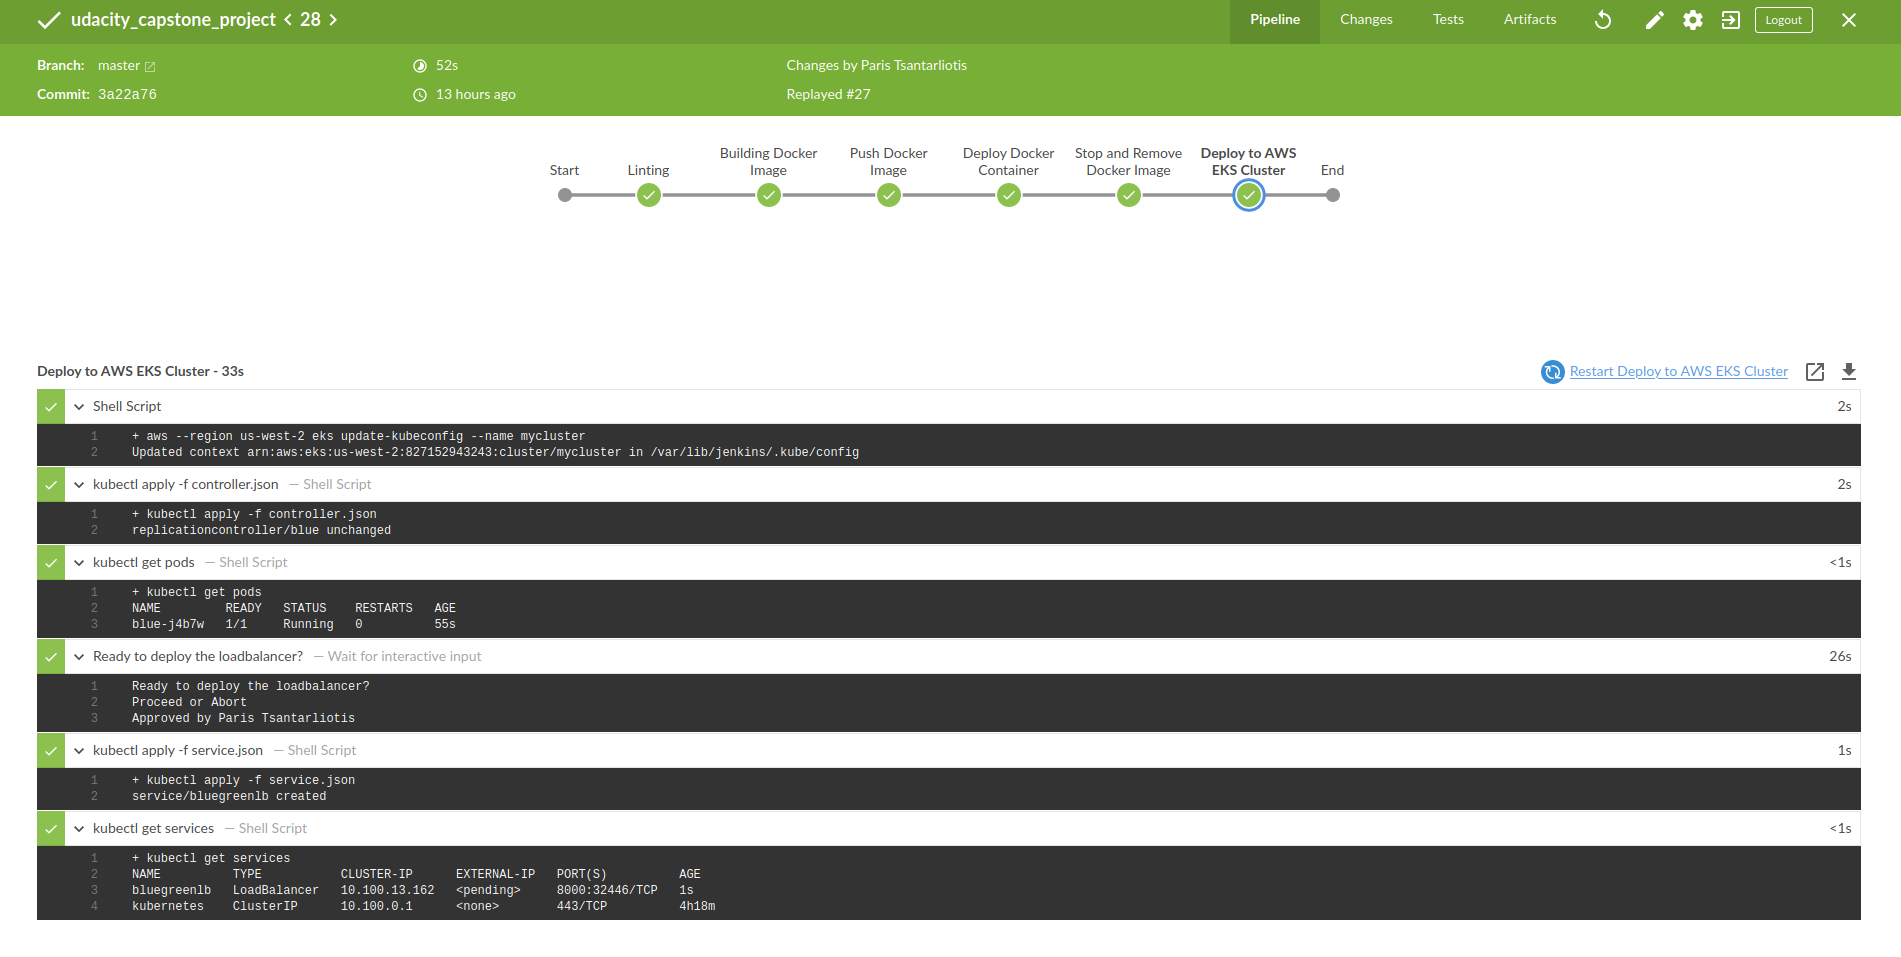 udacity_capstone_project < 28 >
Pipeline Changes Tests Artifacts Logout
Branch: master 52s Changes by Paris Tsantarliotis
Commit: 3a22a76 13 hours ago Replayed #27
Start
Linting
Building Docker
Image
Push Docker
Image
Deploy Docker
Container
Stop and Remove
Docker Image
Deploy to AWS
EKS Cluster
End
Deploy to AWS EKS Cluster - 33s Restart Deploy to AWS EKS Cluster
Shell Script 2s
1 + aws --region us-west-2 eks update-kubeconfig --name mycluster
2 Updated context arn:aws:eks:us-west-2:827152943243:cluster/mycluster in /var/lib/jenkins/.kube/config
kubectl apply -f controller.json — Shell Script 2s
1 + kubectl apply -f controller.json
2 replicationcontroller/blue unchanged
kubectl get pods — Shell Script <1s
1 + kubectl get pods
2 NAME READY STATUS RESTARTS AGE
3 blue-j4b7w 1/1 Running 0 55s
Ready to deploy the loadbalancer? — Wait for interactive input 26s
1 Ready to deploy the loadbalancer?
2 Proceed or Abort
3 Approved by Paris Tsantarliotis
kubectl apply -f service.json — Shell Script 1s
1 + kubectl apply -f service.json
2 service/bluegreenlb created
kubectl get services — Shell Script <1s
1 + kubectl get services
2 NAME TYPE CLUSTER-IP EXTERNAL-IP PORT(S) AGE
3 bluegreenlb LoadBalancer 10.100.13.162 <pending> 8000:32446/TCP 1s
4 kubernetes ClusterIP 10.100.0.1 <none> 443/TCP 4h18m